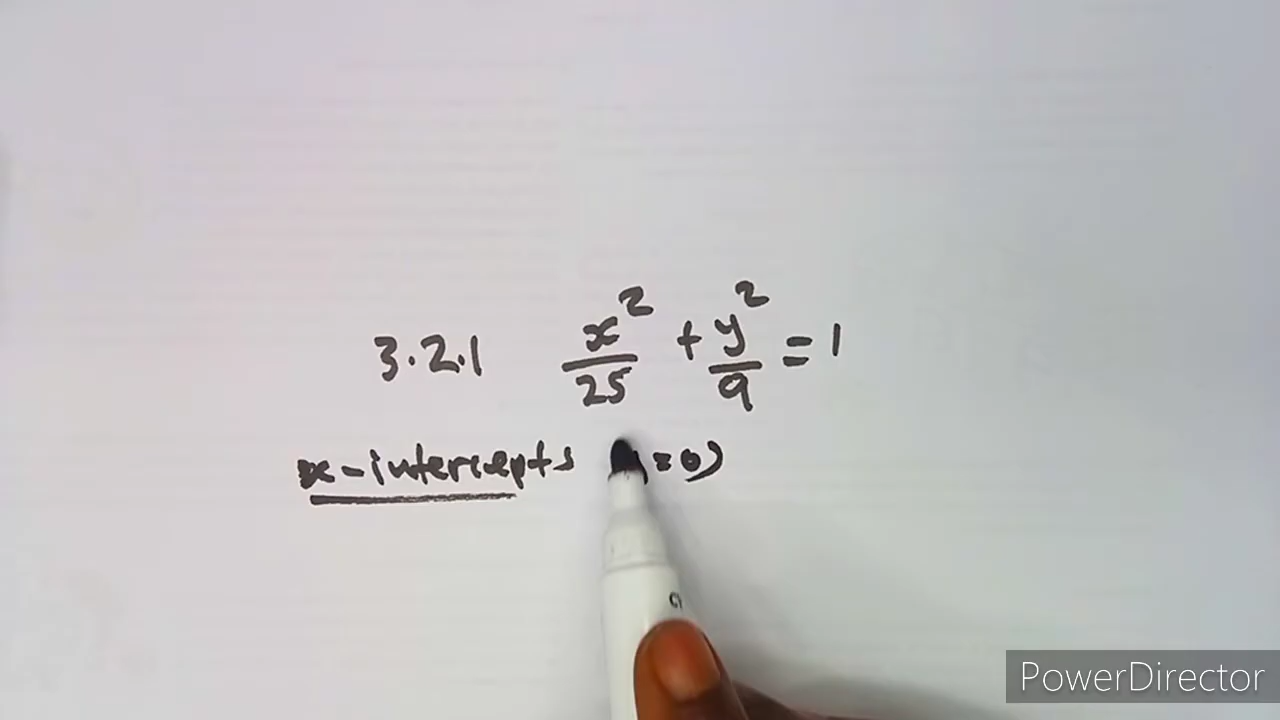 3.2.1 x²/25 + y²/9 = 1
x-intercepts =0)
PowerDirector